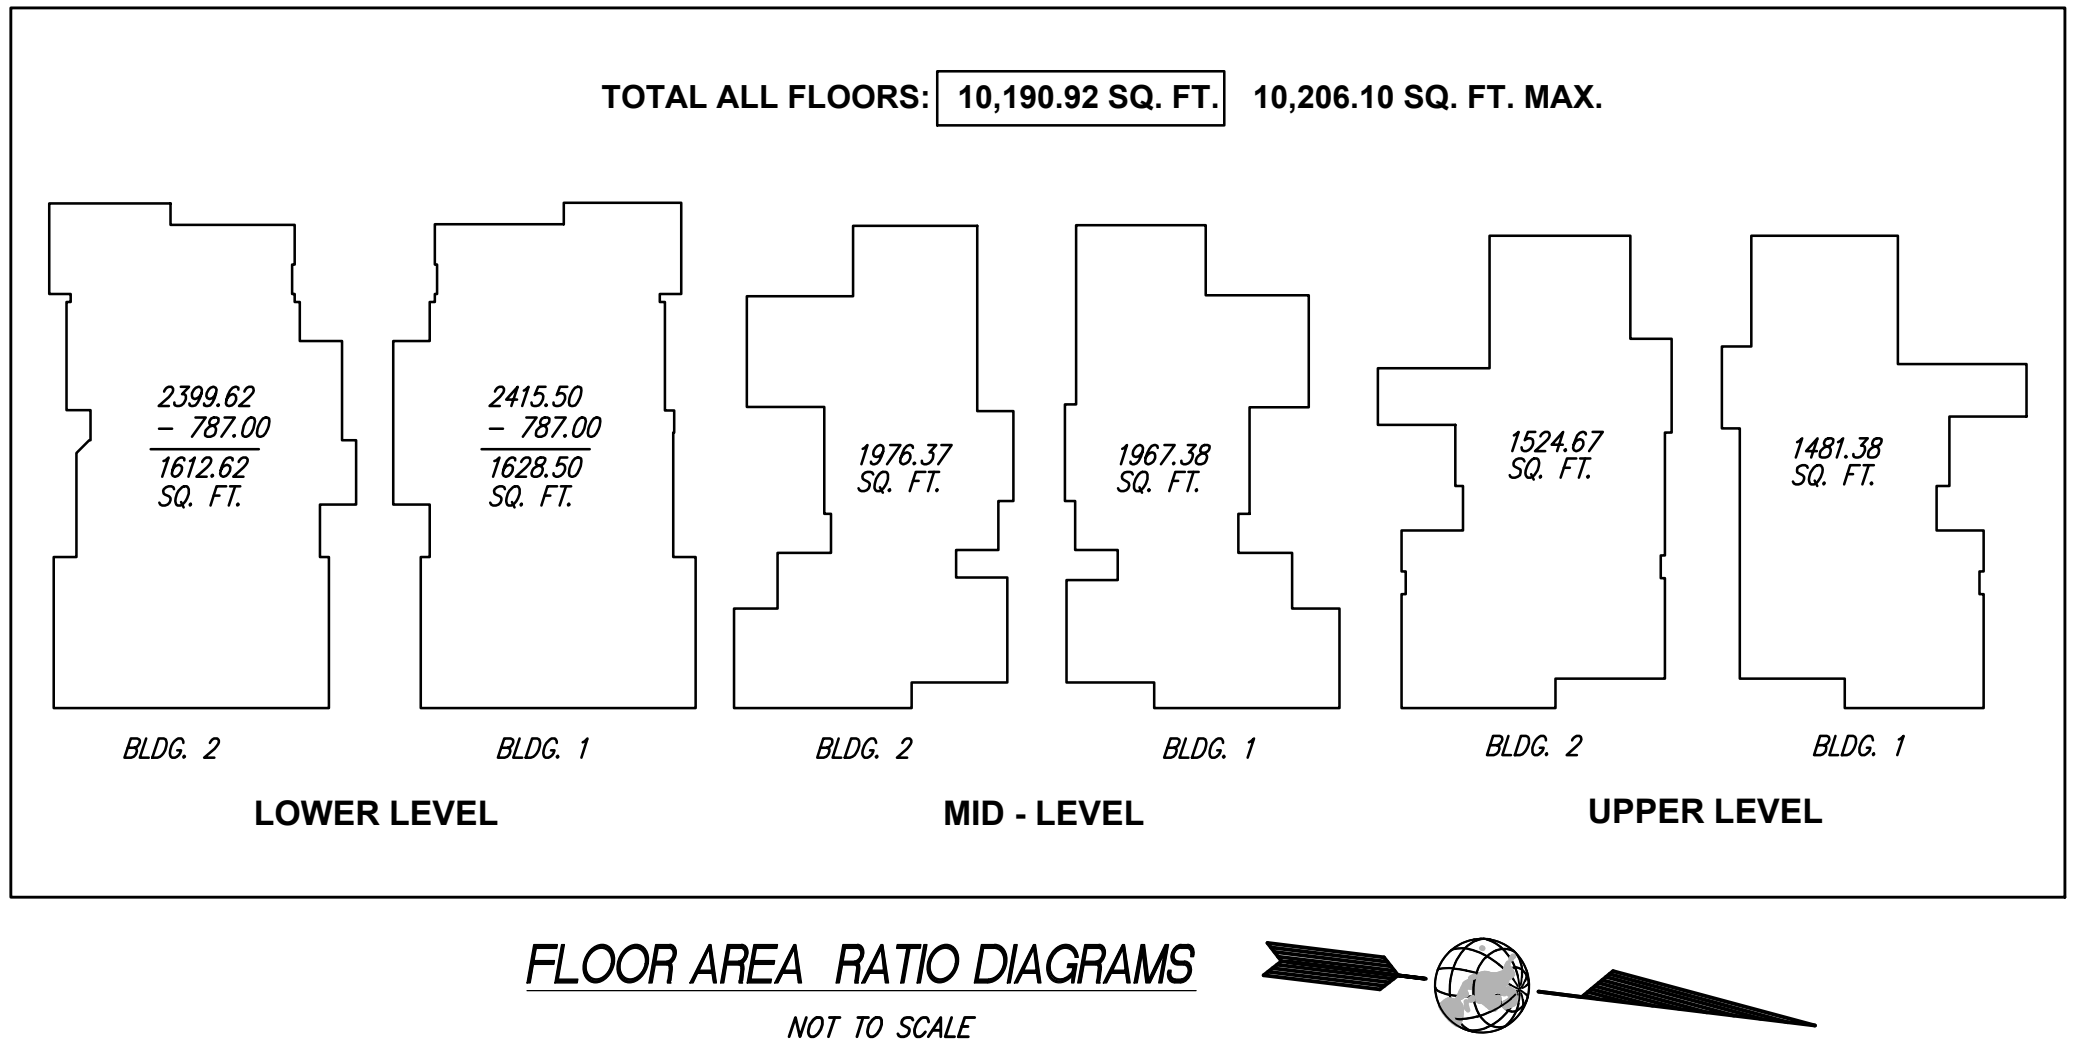 TOTAL ALL FLOORS: 10,190.92 SQ. FT. 10,206.10 SQ. FT. MAX.
2399.62
- 787.00
1612.62
SQ. FT.
BLDG. 2
2415.50
- 787.00
1628.50
SQ. FT.
BLDG. 1
LOWER LEVEL
1976.37
SQ. FT.
BLDG. 2
1967.38
SQ. FT.
BLDG. 1
MID - LEVEL
1524.67
SQ. FT.
BLDG. 2
1481.38
SQ. FT.
BLDG. 1
UPPER LEVEL
FLOOR AREA RATIO DIAGRAMS
NOT TO SCALE